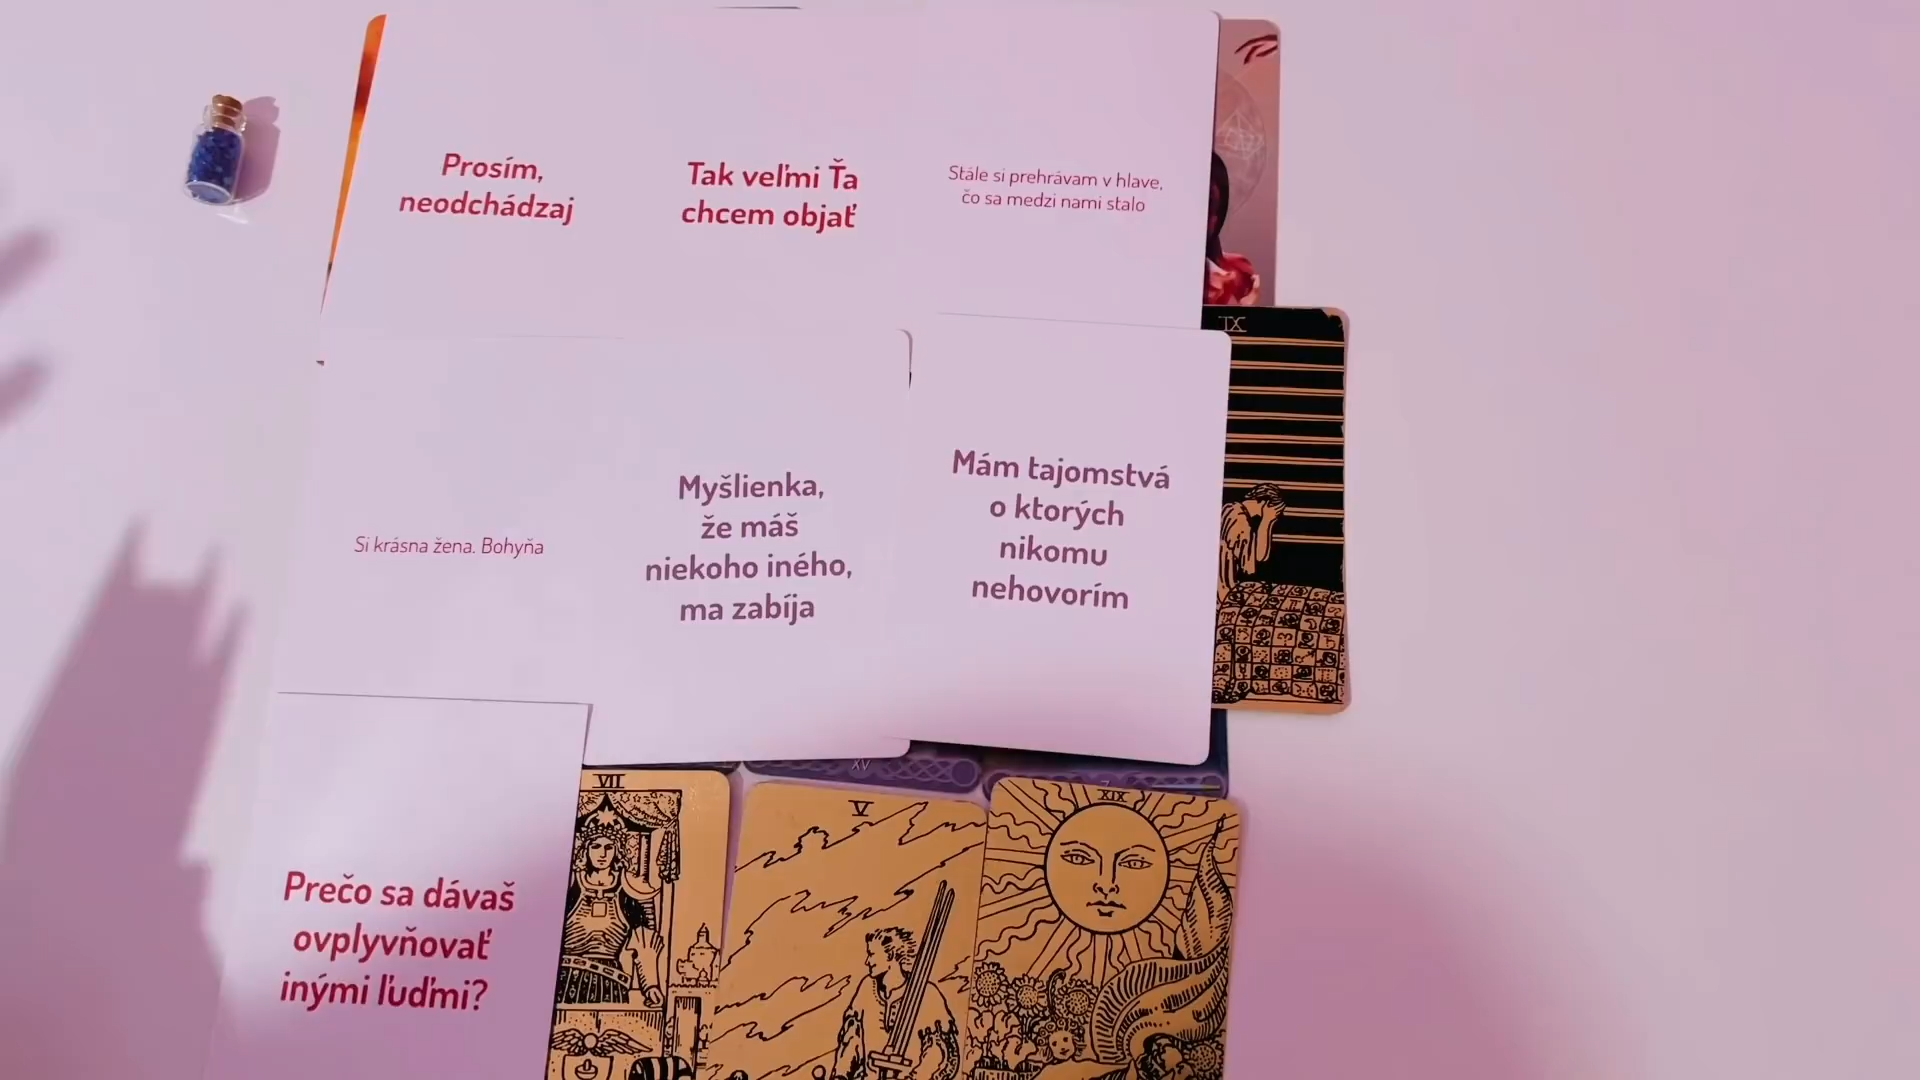 Prosím,
neodchádzaj
Tak veľmi Ťa
chcem objať
Stále si prehrávam v hlave,
čo sa medzi nami stalo
IX
Si krásna žena. Bohyňa
Myšlienka,
že máš
niekoho iného,
ma zabíja
Mám tajomstvá
o ktorých
nikomu
nehovorím
XV
VII
V
XIX
Prečo sa dávaš
ovplyvňovať
inými ľuďmi?